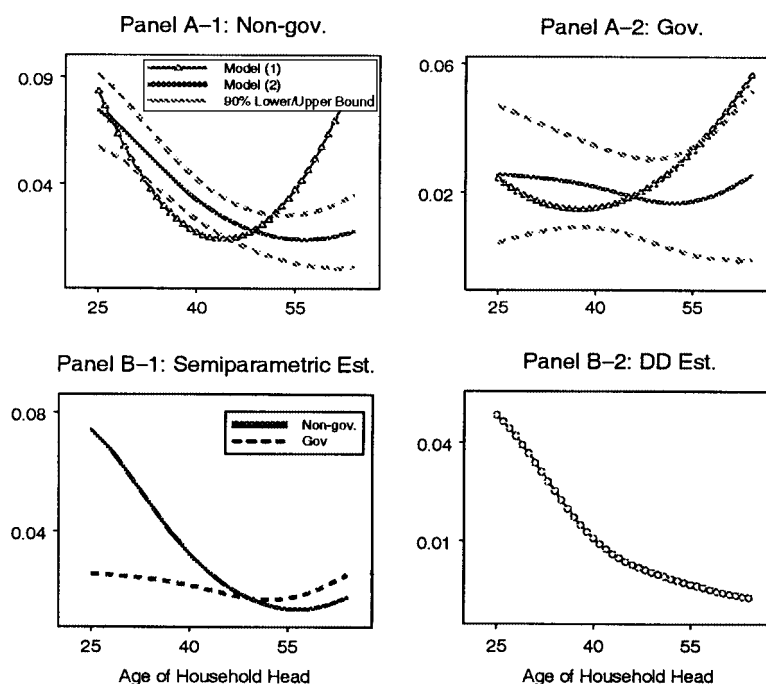 Panel A–1: Non-gov.
0.09
0.04
Model (1)
Model (2)
90% Lower/Upper Bound
25
40
55
Panel A–2: Gov.
0.06
0.02
25
40
55
Panel B–1: Semiparametric Est.
0.08
0.04
Non-gov.
Gov
25
40
55
Age of Household Head
Panel B–2: DD Est.
0.04
0.01
25
40
55
Age of Household Head